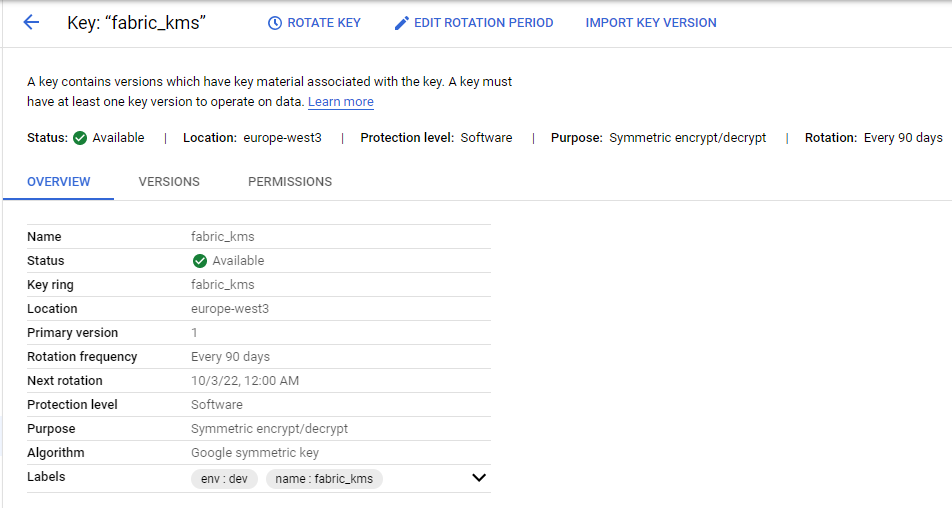 Key: “fabric_kms” ROTATE KEY EDIT ROTATION PERIOD IMPORT KEY VERSION
A key contains versions which have key material associated with the key. A key must
have at least one key version to operate on data. Learn more
Status: Available | Location: europe-west3 | Protection level: Software | Purpose: Symmetric encrypt/decrypt | Rotation: Every 90 days
OVERVIEW VERSIONS PERMISSIONS
Name fabric_kms
Status Available
Key ring fabric_kms
Location europe-west3
Primary version 1
Rotation frequency Every 90 days
Next rotation 10/3/22, 12:00 AM
Protection level Software
Purpose Symmetric encrypt/decrypt
Algorithm Google symmetric key
Labels env : dev name : fabric_kms